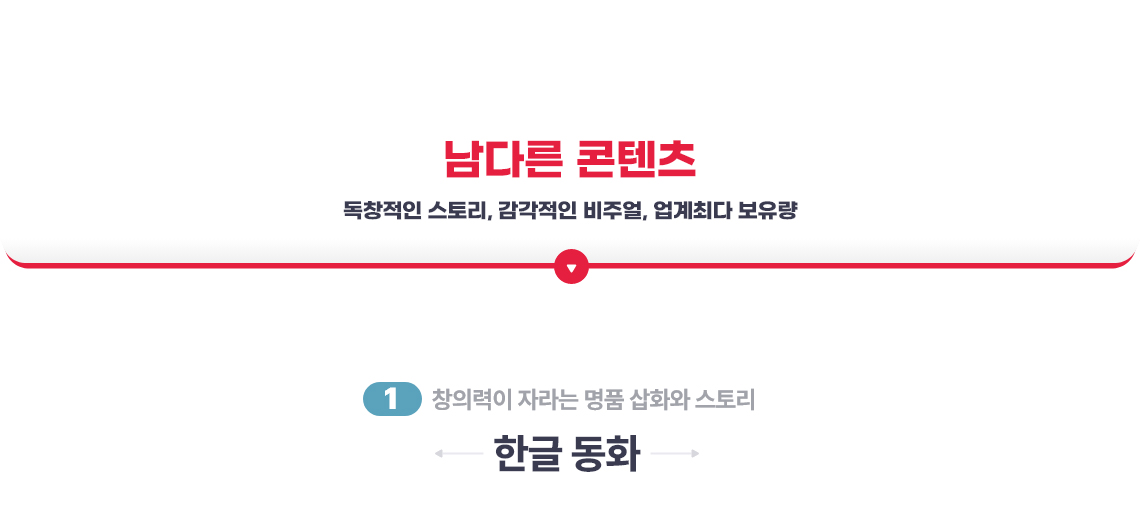 남다른 콘텐츠
독창적인 스토리, 감각적인 비주얼, 업계최다 보유량
1 창의력이 자라는 명품 삽화와 스토리
한글 동화